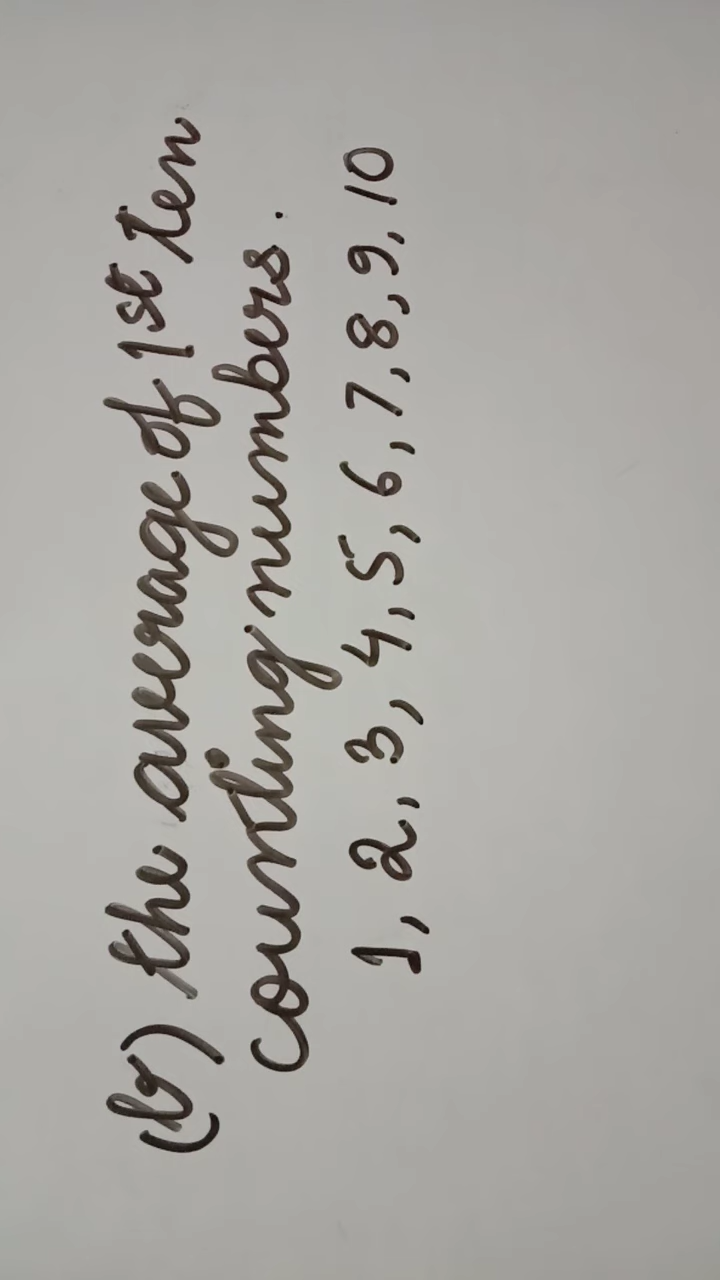 (b) the average of 1st ten
counting numbers.
1, 2, 3, 4, 5, 6, 7, 8, 9, 10